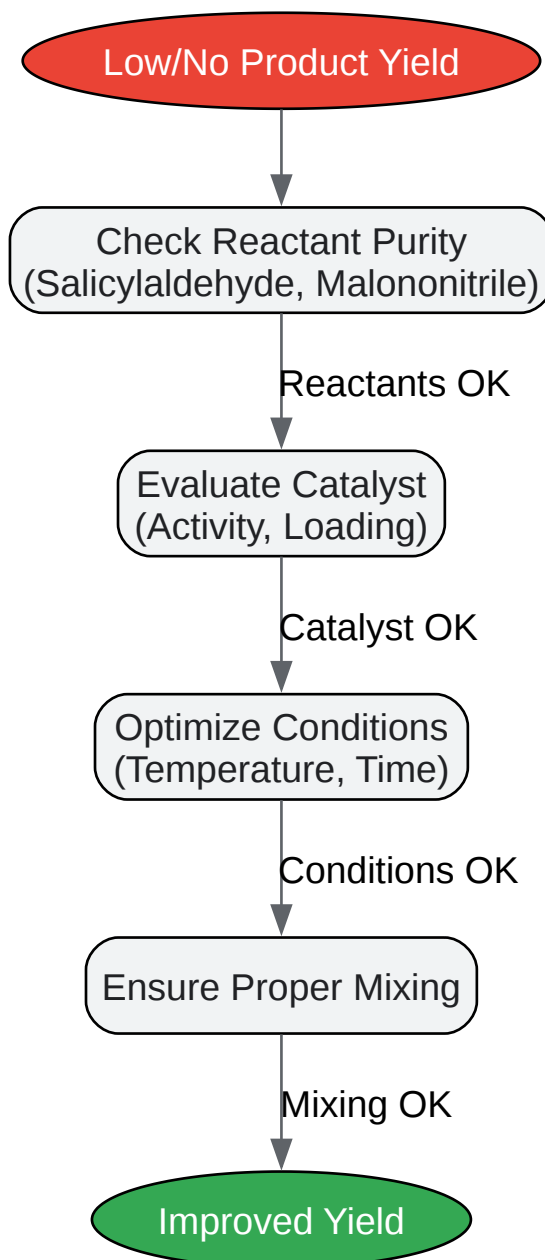 Low/No Product Yield
Check Reactant Purity
(Salicylaldehyde, Malononitrile)
Reactants OK
Evaluate Catalyst
(Activity, Loading)
Catalyst OK
Optimize Conditions
(Temperature, Time)
Conditions OK
Ensure Proper Mixing
Mixing OK
Improved Yield